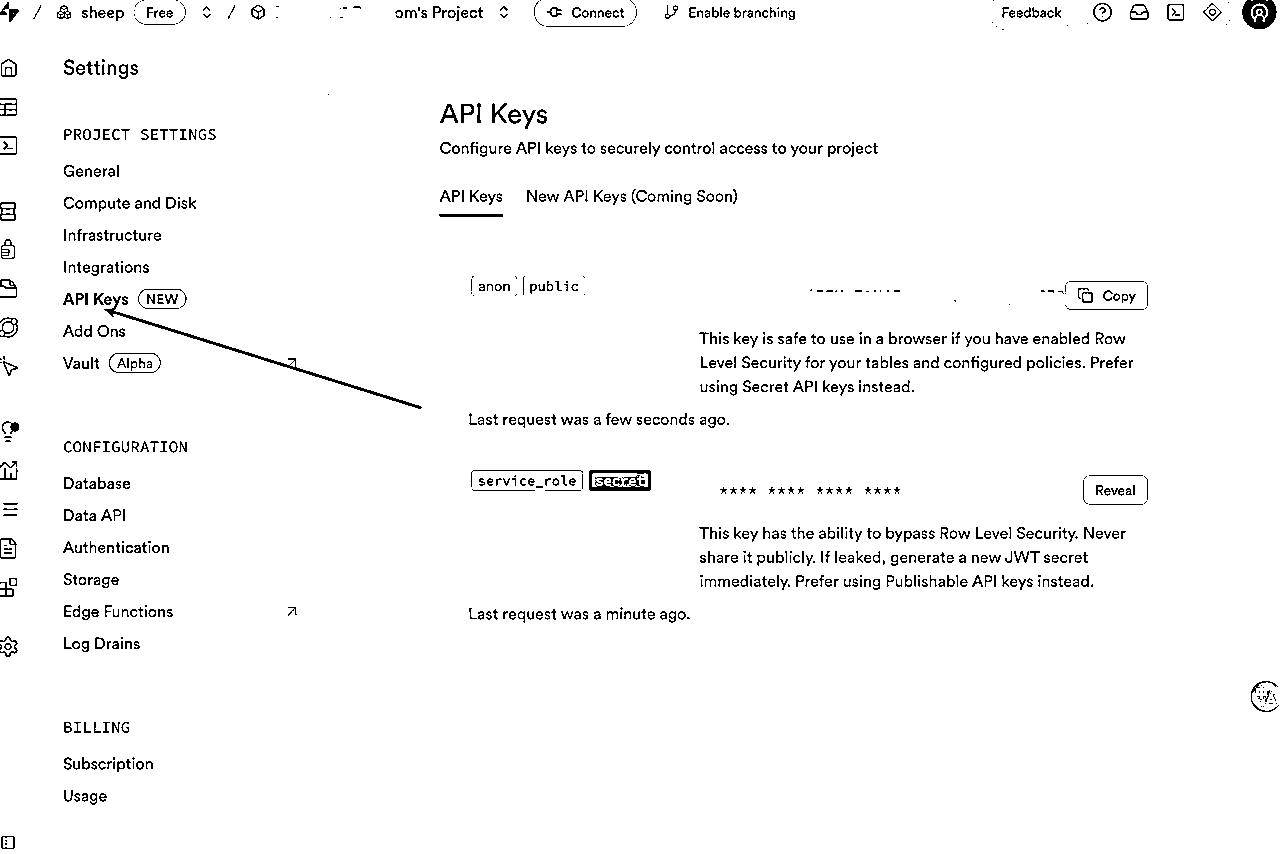 / sheep Free / om's Project Connect Enable branching Feedback
Settings
PROJECT SETTINGS
General
Compute and Disk
Infrastructure
Integrations
API Keys NEW
Add Ons
Vault Alpha
CONFIGURATION
Database
Data API
Authentication
Storage
Edge Functions
Log Drains
BILLING
Subscription
Usage
API Keys
Configure API keys to securely control access to your project
API Keys New API Keys (Coming Soon)
anon public
Copy
This key is safe to use in a browser if you have enabled Row
Level Security for your tables and configured policies. Prefer
using Secret API keys instead.
Last request was a few seconds ago.
service_role secret **** **** **** **** Reveal
This key has the ability to bypass Row Level Security. Never
share it publicly. If leaked, generate a new JWT secret
immediately. Prefer using Publishable API keys instead.
Last request was a minute ago.